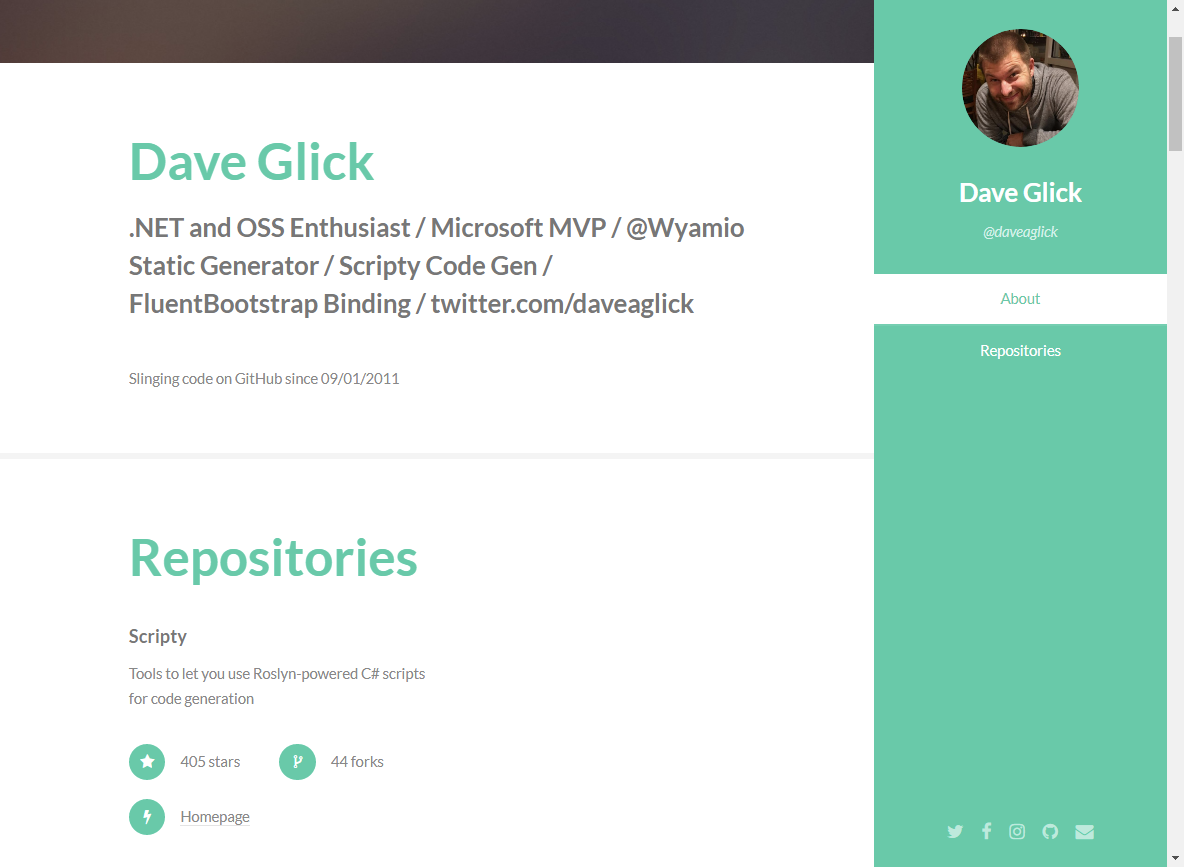 Dave Glick
.NET and OSS Enthusiast / Microsoft MVP / @Wyamio
Static Generator / Scripty Code Gen /
FluentBootstrap Binding / twitter.com/daveaglick
Slinging code on GitHub since 09/01/2011
Repositories
Scripty
Tools to let you use Roslyn-powered C# scripts
for code generation
405 stars
44 forks
Homepage
Dave Glick
@daveaglick
About
Repositories